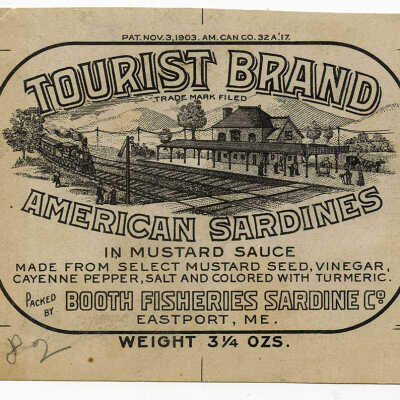 PAT. NOV. 3, 1903. AM. CAN CO. 32 A. '17.
TOURIST BRAND
TRADE MARK FILED
AMERICAN SARDINES
IN MUSTARD SAUCE
MADE FROM SELECT MUSTARD SEED, VINEGAR,
CAYENNE PEPPER, SALT AND COLORED WITH TURMERIC.
PACKED BY BOOTH FISHERIES SARDINE Co.
EASTPORT, ME.
WEIGHT 3¼ OZS.
82